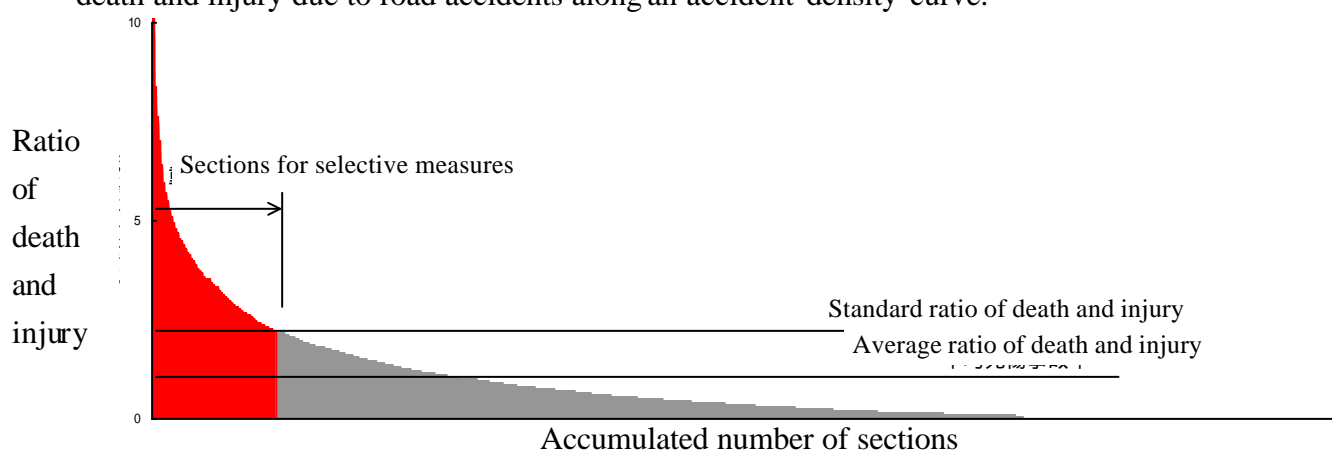 death and injury due to road accidents along an accident-density-curve.
10
Ratio
of
death
and
injury
Sections for selective measures
5
Standard ratio of death and injury
Average ratio of death and injury
0
Accumulated number of sections